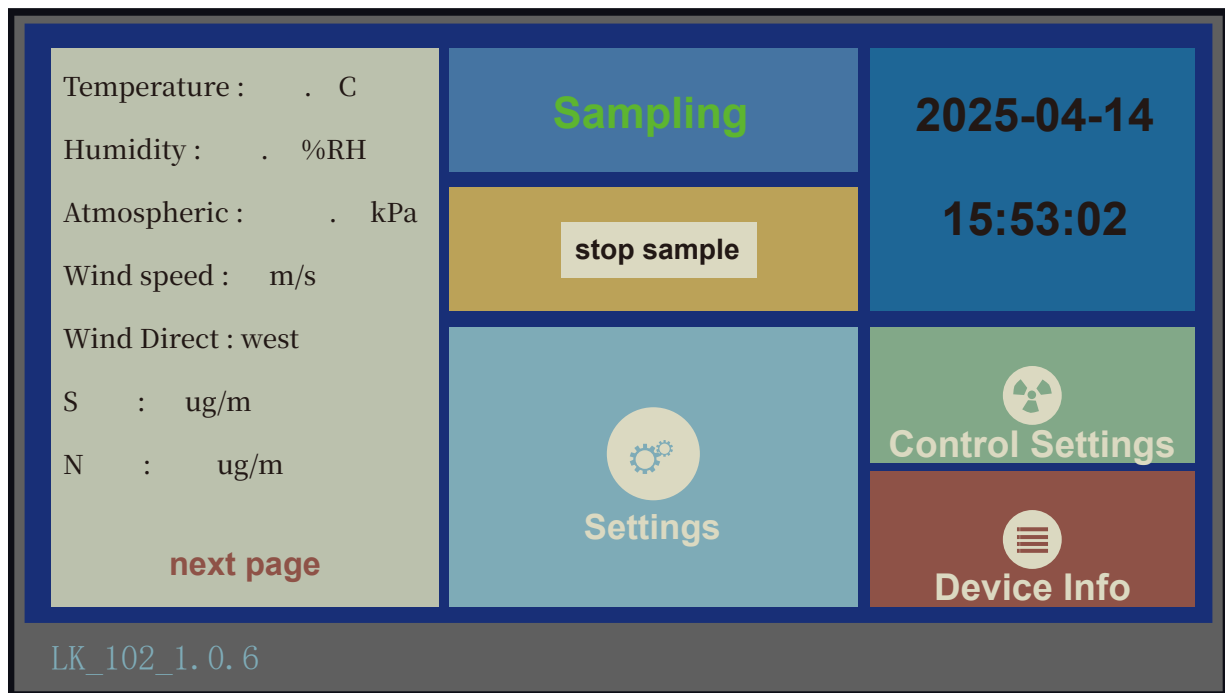 Temperature :      .   C
Humidity :      .   %RH
Atmospheric :        .   kPa
Wind speed :    m/s
Wind Direct : west
S     :    ug/m
N     :      ug/m
next page
Sampling
stop sample
Settings
2025-04-14
15:53:02
Control Settings
Device Info
LK_102_1.0.6